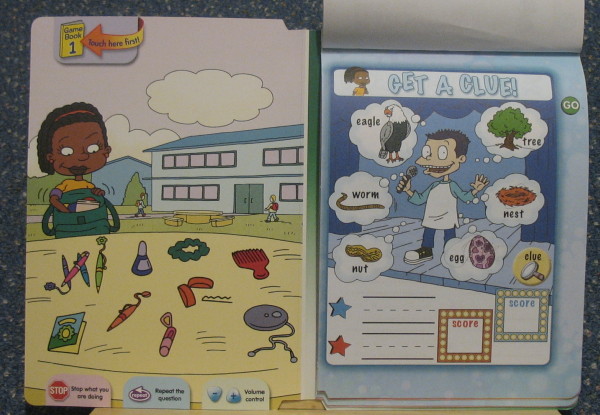 Game
Book
1
Touch here first!
STOP
Stop what you
are doing
repeat
Repeat the
question
Volume
control
GET A CLUE!
GO
eagle
tree
worm
nest
nut
egg
clue
score
score